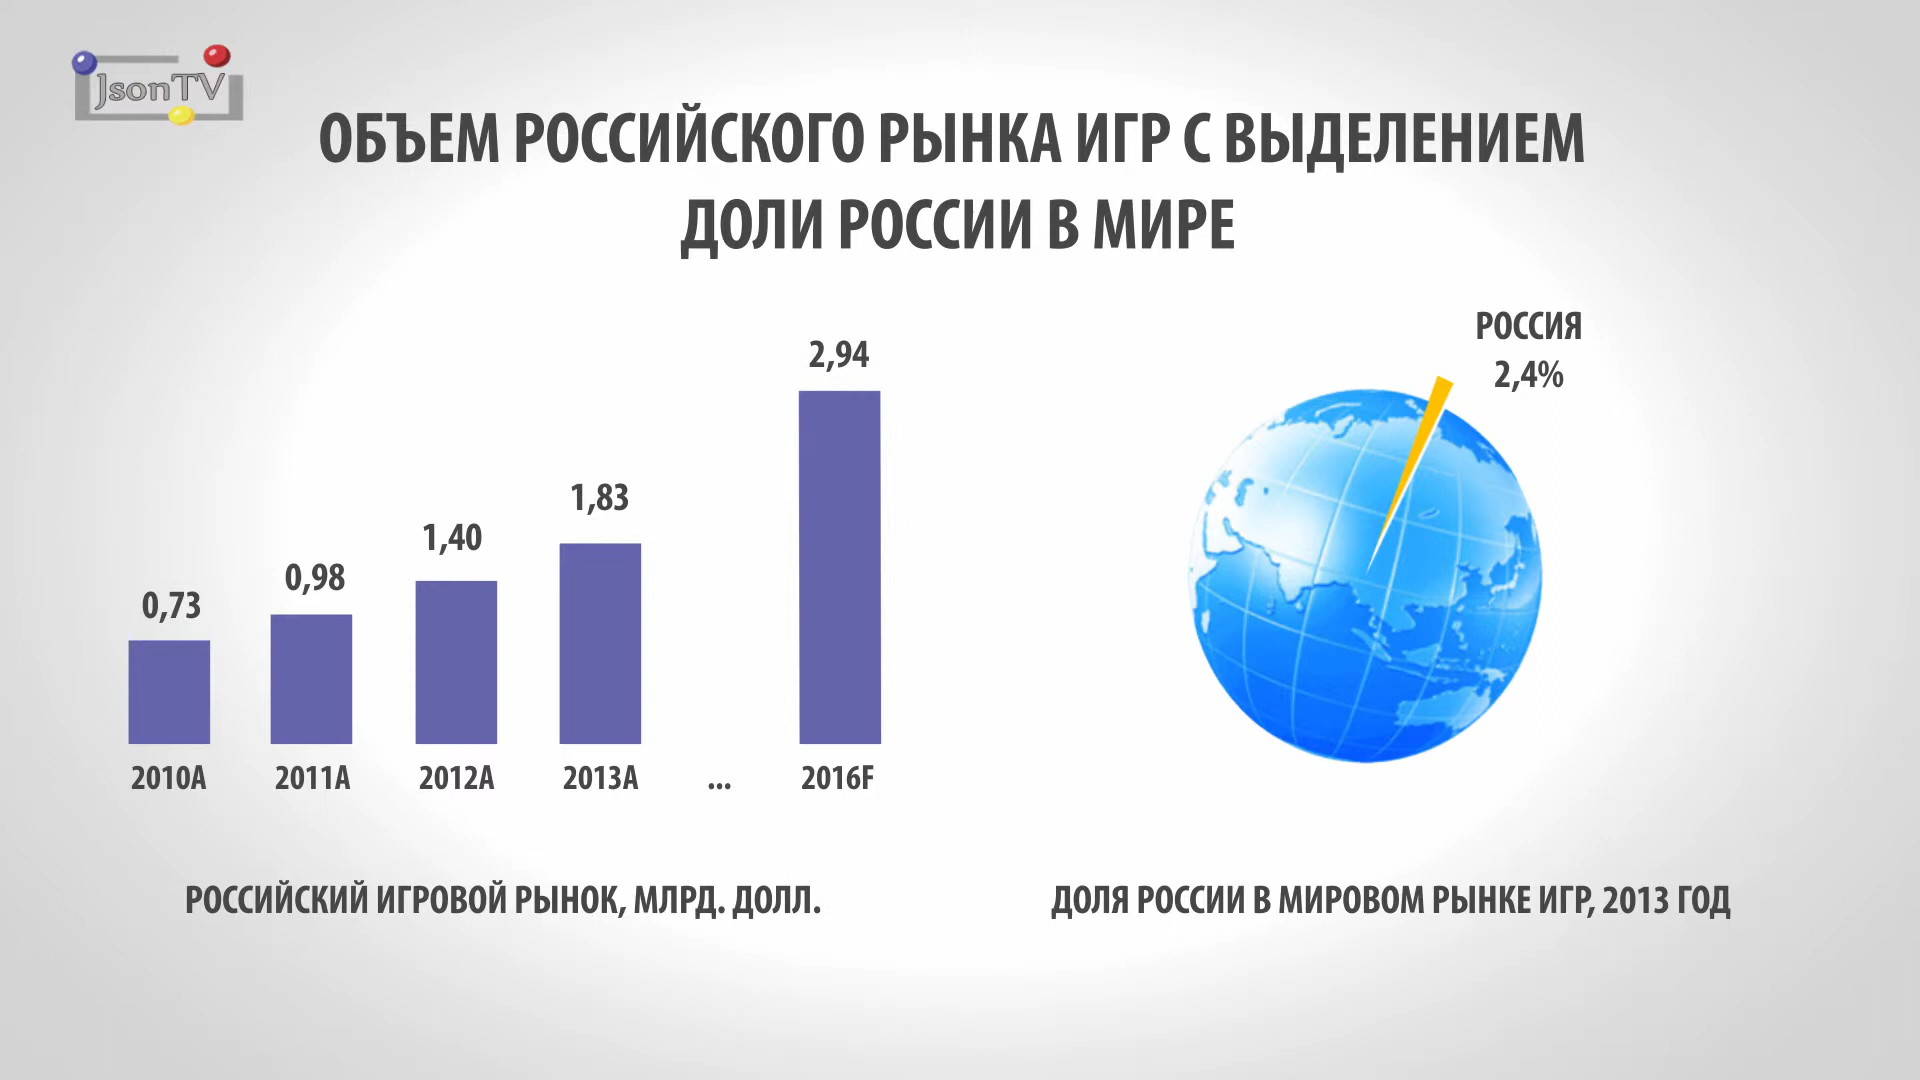 JsonTV
ОБЪЕМ РОССИЙСКОГО РЫНКА ИГР С ВЫДЕЛЕНИЕМ
ДОЛИ РОССИИ В МИРЕ
0,73
0,98
1,40
1,83
2,94
2010A
2011A
2012A
2013A
...
2016F
РОССИЙСКИЙ ИГРОВОЙ РЫНОК, МЛРД. ДОЛЛ.
РОССИЯ
2,4%
ДОЛЯ РОССИИ В МИРОВОМ РЫНКЕ ИГР, 2013 ГОД